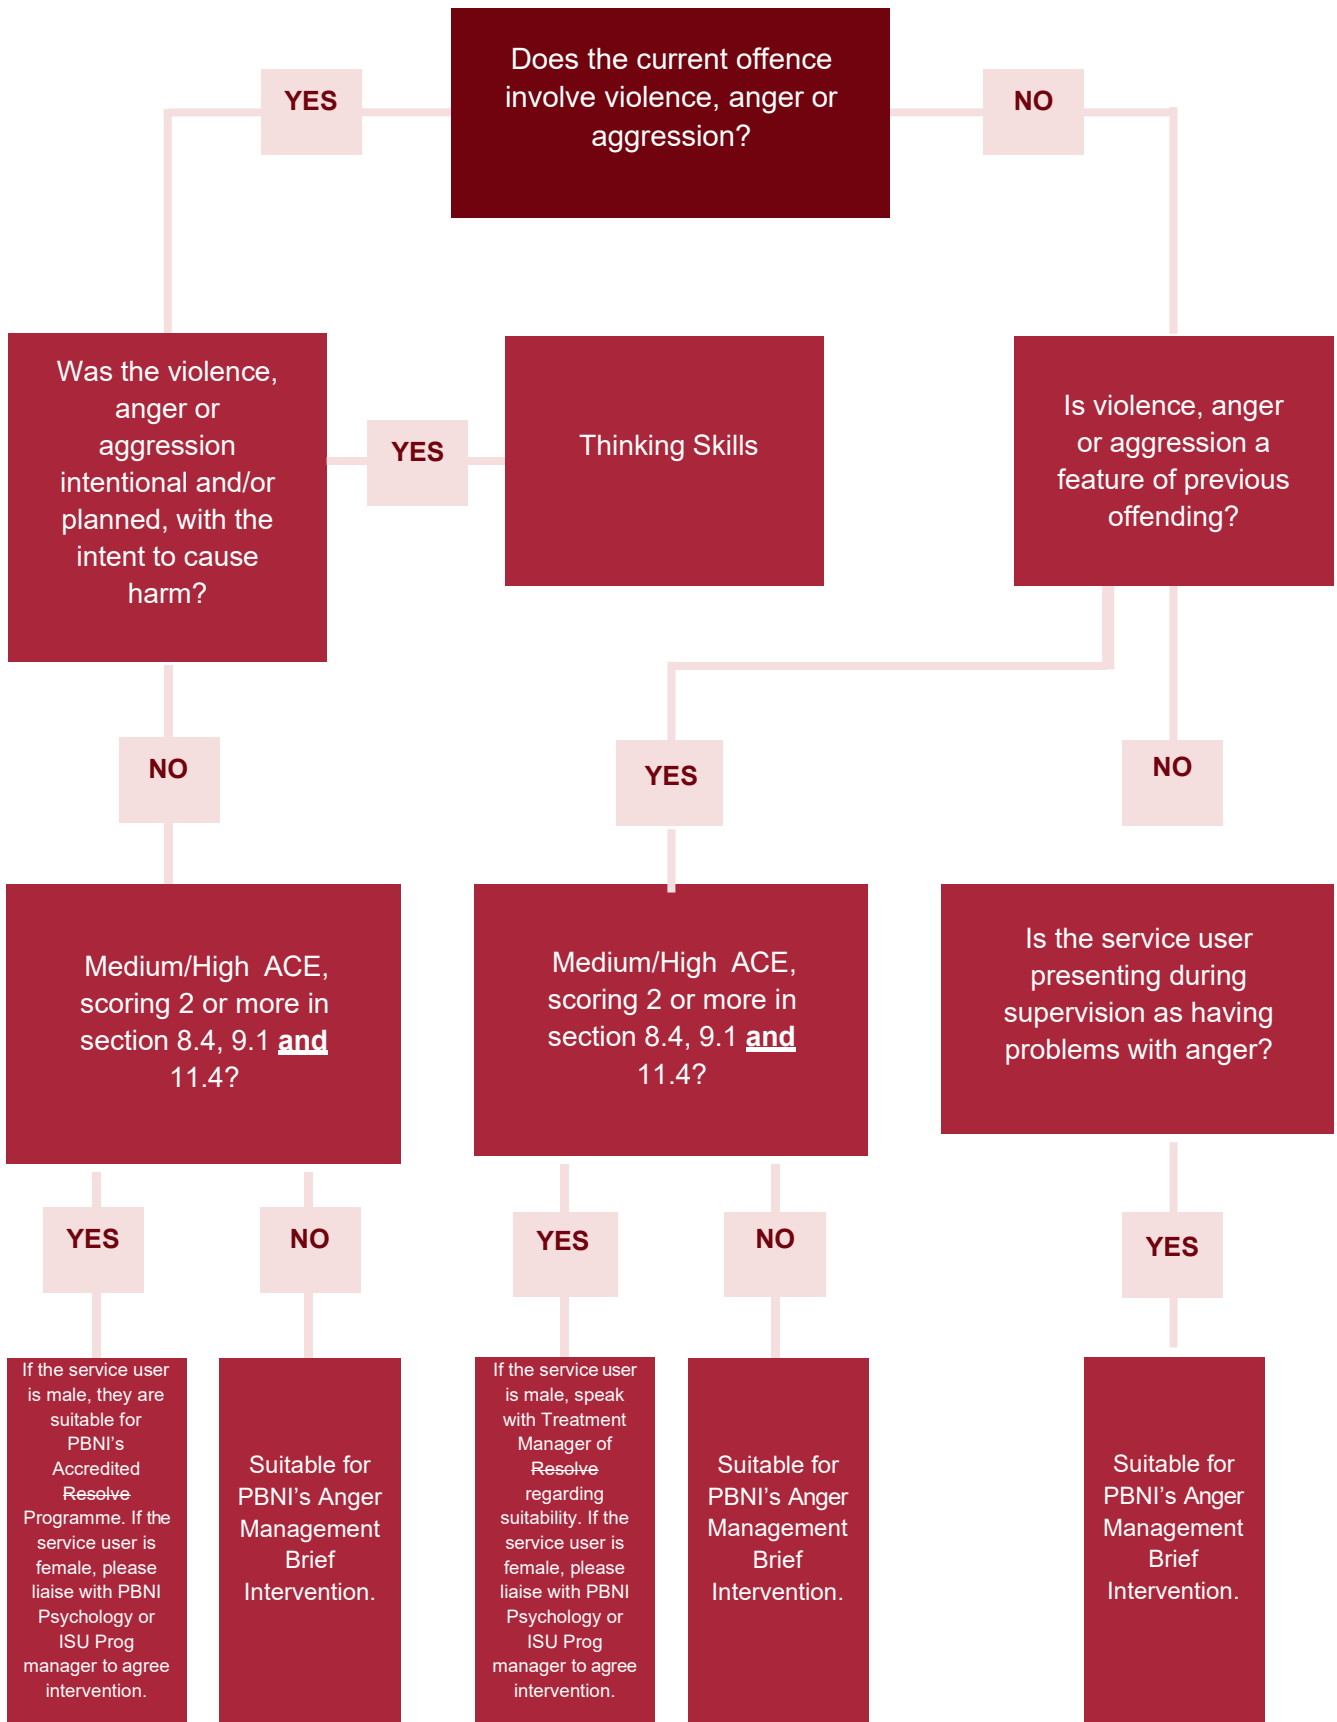 Does the current offence
involve violence, anger or
aggression?
YES
NO
Was the violence,
anger or
aggression
intentional and/or
planned, with the
intent to cause
harm?
YES
Thinking Skills
Is violence, anger
or aggression a
feature of previous
offending?
NO
YES
NO
Medium/High ACE,
scoring 2 or more in
section 8.4, 9.1 and
11.4?
Medium/High ACE,
scoring 2 or more in
section 8.4, 9.1 and
11.4?
Is the service user
presenting during
supervision as having
problems with anger?
YES
NO
YES
NO
YES
If the service user
is male, they are
suitable for
PBNI’s
Accredited
Resolve
Programme. If the
service user is
female, please
liaise with PBNI
Psychology or
ISU Prog
manager to agree
intervention.
Suitable for
PBNI’s Anger
Management
Brief
Intervention.
If the service user
is male, speak
with Treatment
Manager of
Resolve
regarding
suitability. If the
service user is
female, please
liaise with PBNI
Psychology or
ISU Prog
manager to agree
intervention.
Suitable for
PBNI’s Anger
Management
Brief
Intervention.
Suitable for
PBNI’s Anger
Management
Brief
Intervention.